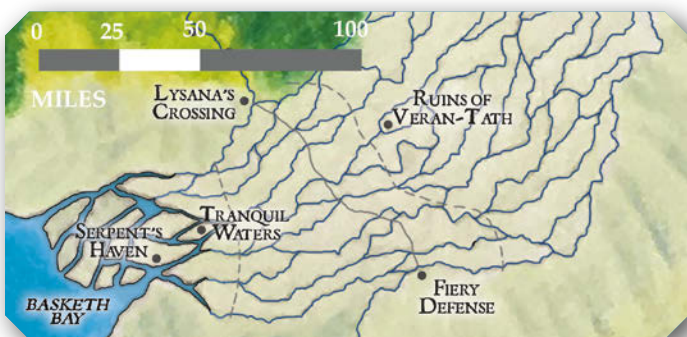 0 25 50 100
MILES
LYSANA'S
CROSSING
RUINS OF
VERAN-TATH
TRANQUIL
WATERS
SERPENT'S
HAVEN
FIERY
DEFENSE
BASKETH
BAY